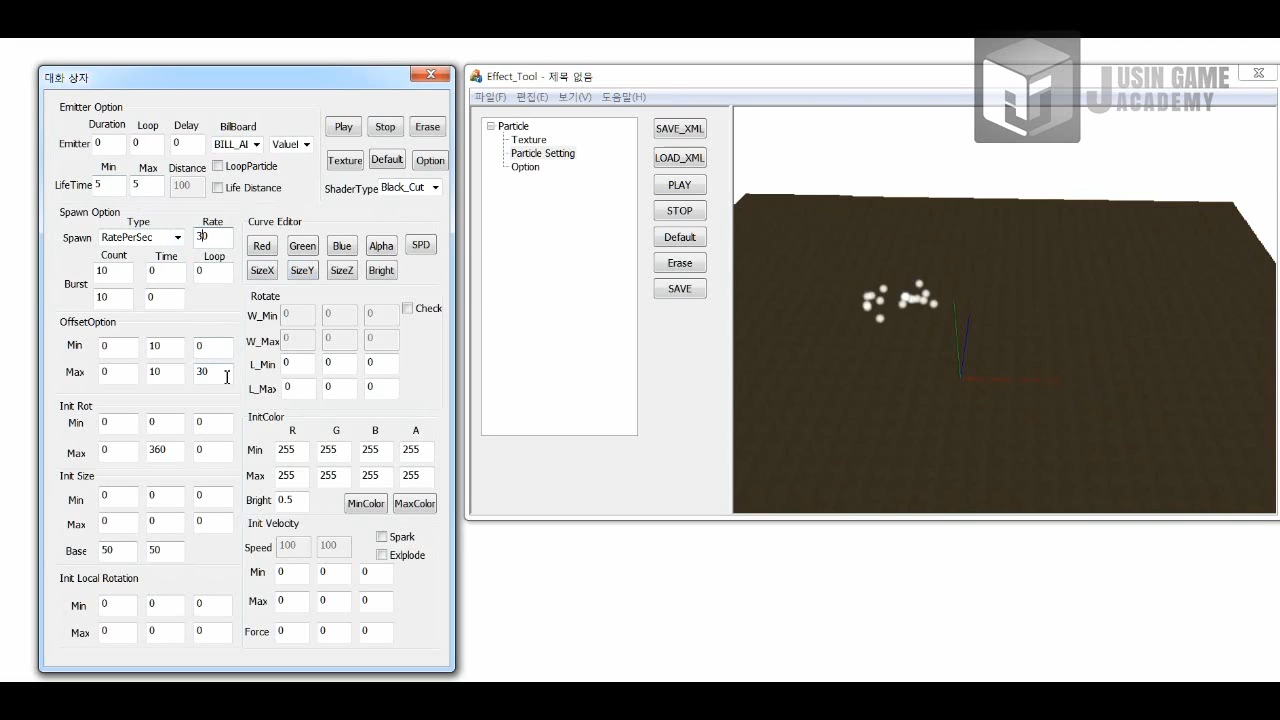 대화 상자
Emitter Option
Duration Loop Delay BillBoard
Emitter 0 0 0 BILL_Al Valuel
Play Stop Erase
Min Max Distance LoopParticle
Texture Default Option
LifeTime 5 5 100 Life Distance
ShaderType Black_Cut
Spawn Option
Type Rate
Spawn RatePerSec 30
Count Time Loop
10 0 0
Burst
10 0
Curve Editor
Red Green Blue Alpha SPD
SizeX SizeY SizeZ Bright
OffsetOption
Min 0 10 0
Max 0 10 30
Rotate
W_Min 0 0 0 Check
W_Max 0 0 0
L_Min 0 0 0
L_Max 0 0 0
Init Rot
Min 0 0 0
Max 0 360 0
InitColor
R G B A
Min 255 255 255 255
Max 255 255 255 255
Bright 0.5 MinColor MaxColor
Init Size
Min 0 0 0
Max 0 0 0
Base 50 50
Init Velocity
Speed 100 100 Spark
Exlplode
Min 0 0 0
Max 0 0 0
Force 0 0 0
Init Local Rotation
Min 0 0 0
Max 0 0 0
Effect_Tool - 제목 없음
파일(F) 편집(E) 보기(V) 도움말(H)
Particle
Texture
Particle Setting
Option
SAVE_XML
LOAD_XML
PLAY
STOP
Default
Erase
SAVE
JUSIN GAME
ACADEMY